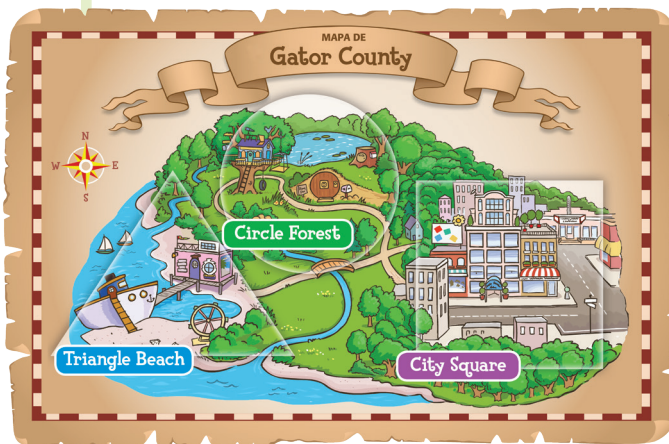 MAPA DE
Gator County
N
W E
S
Circle Forest
Triangle Beach
City Square